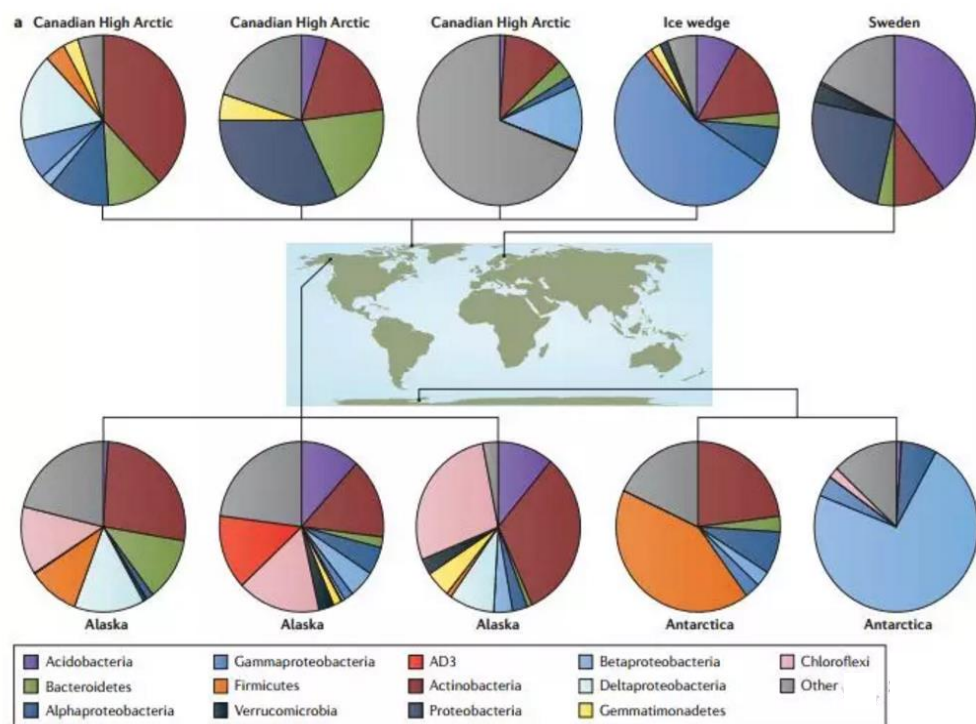 a Canadian High Arctic Canadian High Arctic Canadian High Arctic Ice wedge Sweden
Alaska Alaska Alaska Antarctica Antarctica
Acidobacteria Gammaproteobacteria AD3 Betaproteobacteria Chloroflexi
Bacteroidetes Firmicutes Actinobacteria Deltaproteobacteria Other
Alphaproteobacteria Verrucomicrobia Proteobacteria Gemmatimonadetes